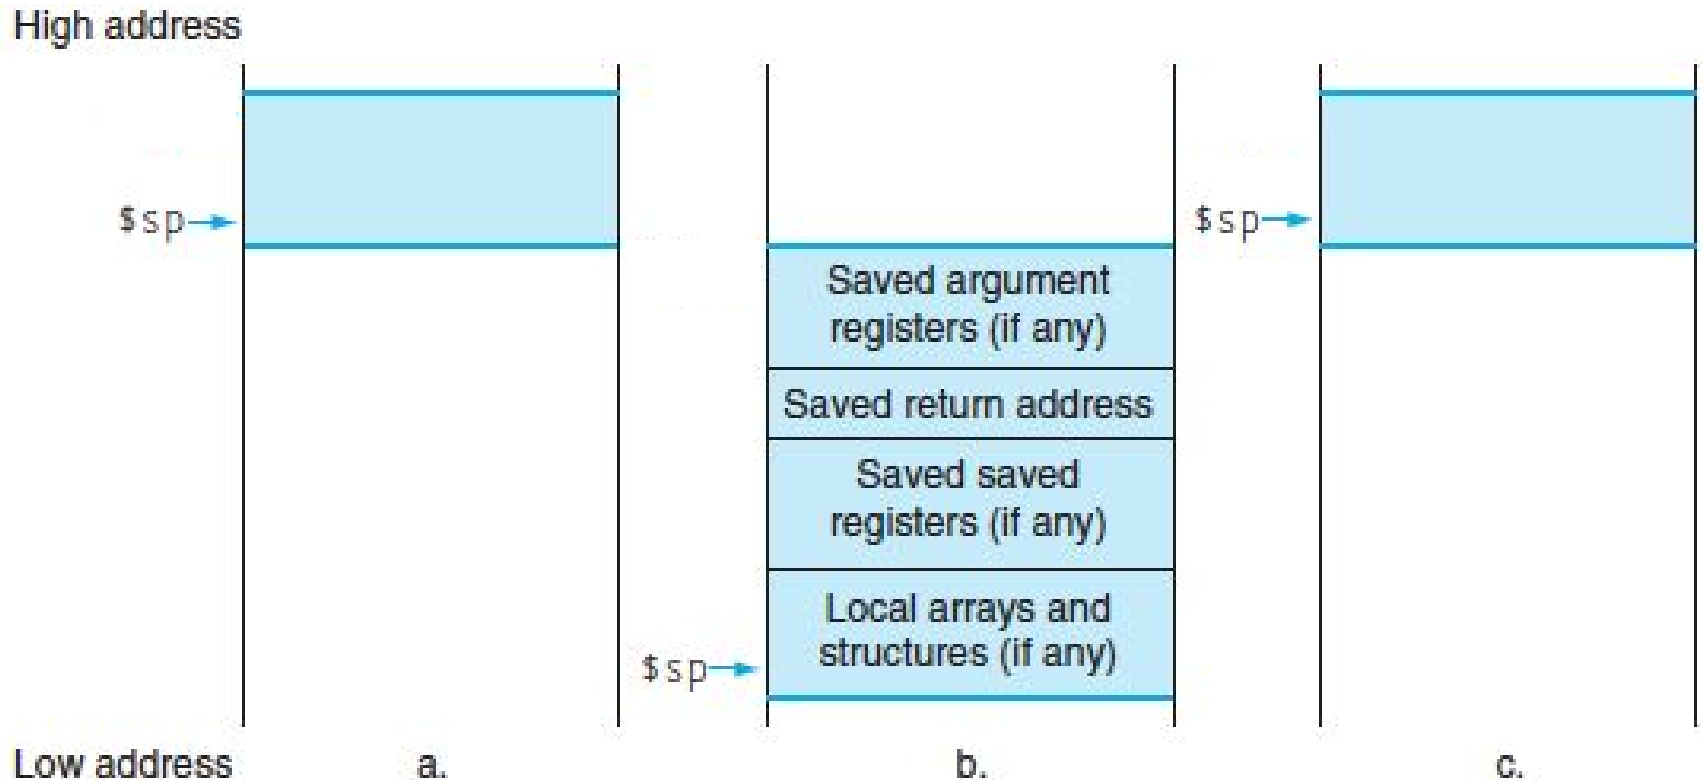 High address
$sp
$sp
Saved argument
registers (if any)
Saved return address
Saved saved
registers (if any)
Local arrays and
structures (if any)
$sp
Low address
a.
b.
c.